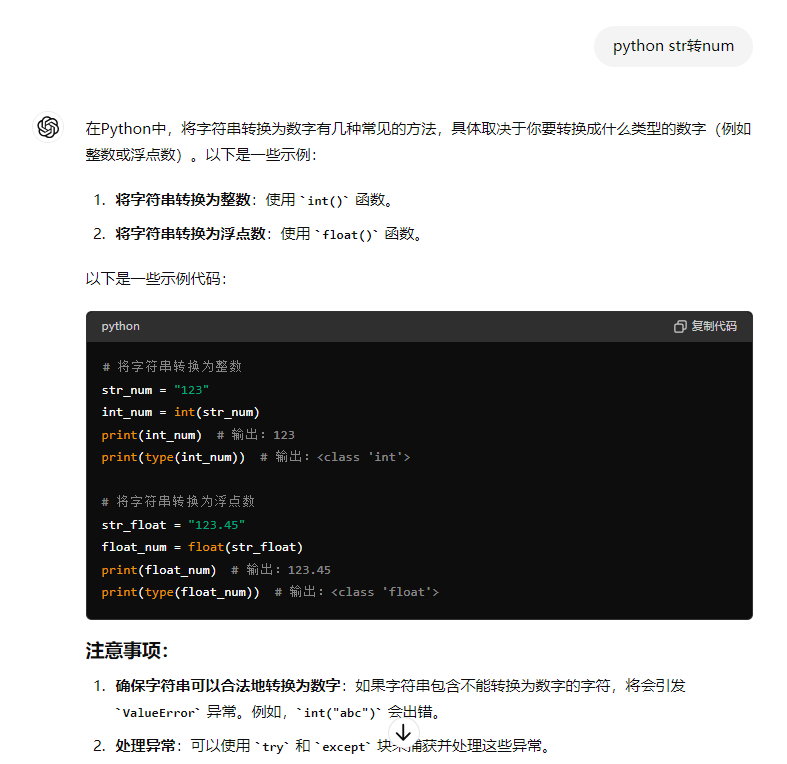 python str转num
在Python中，将字符串转换为数字有几种常见的方法，具体取决于你要转换成什么类型的数字（例如
整数或浮点数）。以下是一些示例：
1. 将字符串转换为整数：使用 `int()` 函数。
2. 将字符串转换为浮点数：使用 `float()` 函数。
以下是一些示例代码：
python 复制代码
# 将字符串转换为整数
str_num = "123"
int_num = int(str_num)
print(int_num)  # 输出：123
print(type(int_num))  # 输出：<class 'int'>
# 将字符串转换为浮点数
str_float = "123.45"
float_num = float(str_float)
print(float_num)  # 输出：123.45
print(type(float_num))  # 输出：<class 'float'>
注意事项：
1. 确保字符串可以合法地转换为数字：如果字符串包含不能转换为数字的字符，将会引发
`ValueError` 异常。例如，`int("abc")` 会出错。
2. 处理异常：可以使用 `try` 和 `except` 块来捕获并处理这些异常。